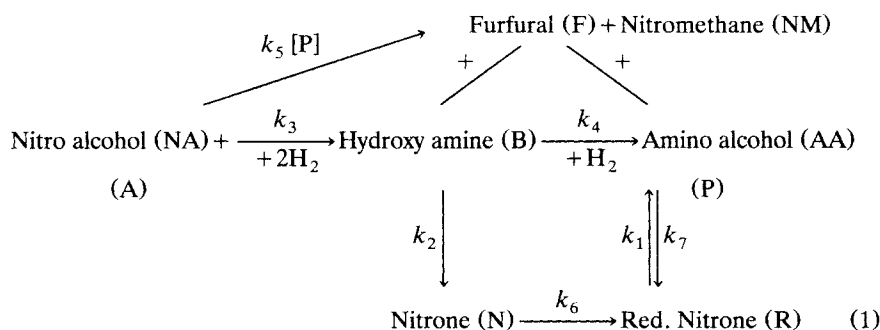 Furfural (F) + Nitromethane (NM)
k₅ [P]
+ +
k₃ k₄
Nitro alcohol (NA) + Hydroxy amine (B) Amino alcohol (AA)
+2H₂ +H₂
(A) (P)
k₂ k₁ k₇
k₆
Nitrone (N) Red. Nitrone (R) (1)